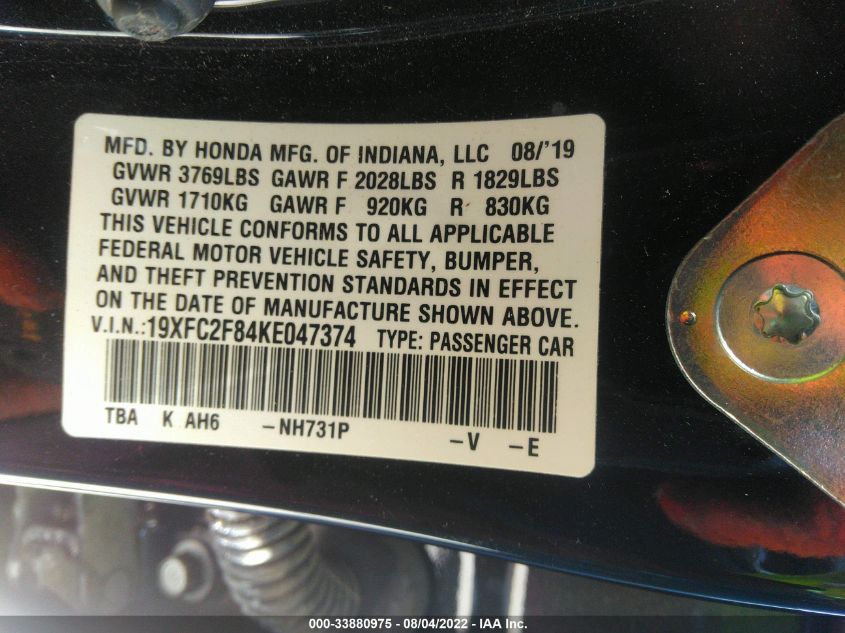 MFD. BY HONDA MFG. OF INDIANA, LLC 08/'19
GVWR 3769LBS GAWR F 2028LBS R 1829LBS
GVWR 1710KG GAWR F 920KG R 830KG
THIS VEHICLE CONFORMS TO ALL APPLICABLE
FEDERAL MOTOR VEHICLE SAFETY, BUMPER,
AND THEFT PREVENTION STANDARDS IN EFFECT
ON THE DATE OF MANUFACTURE SHOWN ABOVE.
V.I.N.:19XFC2F84KE047374 TYPE: PASSENGER CAR
TBA K AH6 -NH731P -V -E
000-33880975 - 08/04/2022 - IAA Inc.